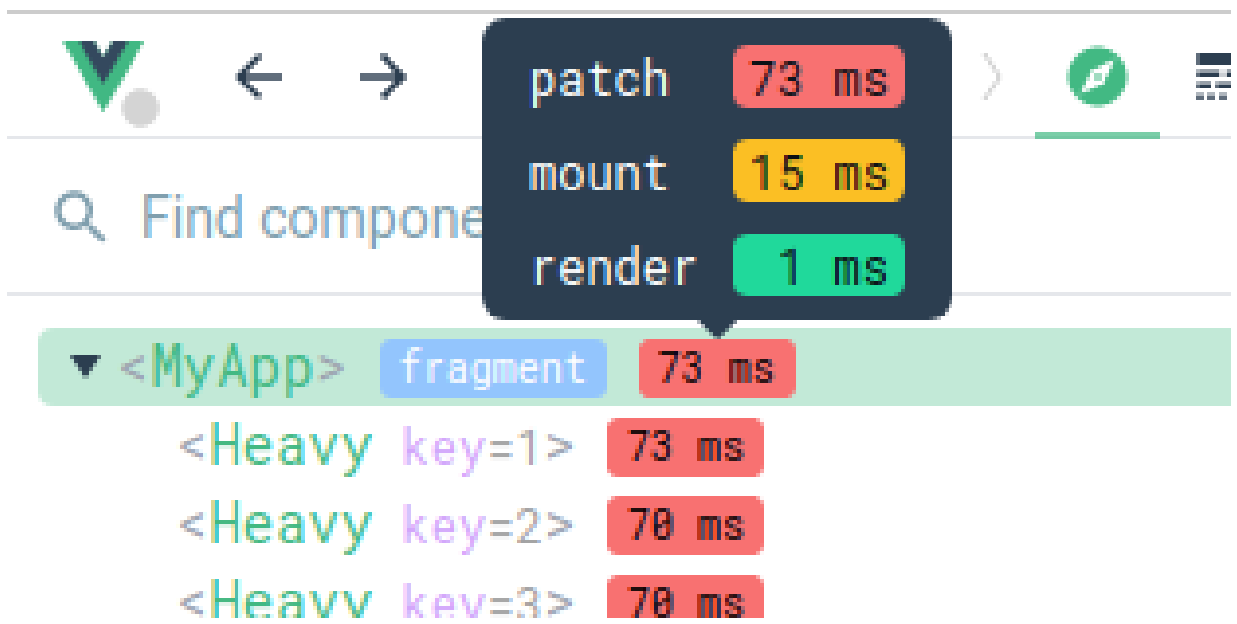 patch 73 ms
mount 15 ms
Find compone
render 1 ms
<MyApp> fragment 73 ms
<Heavy key=1> 73 ms
<Heavy key=2> 70 ms
<Heavy key=3> 70 ms